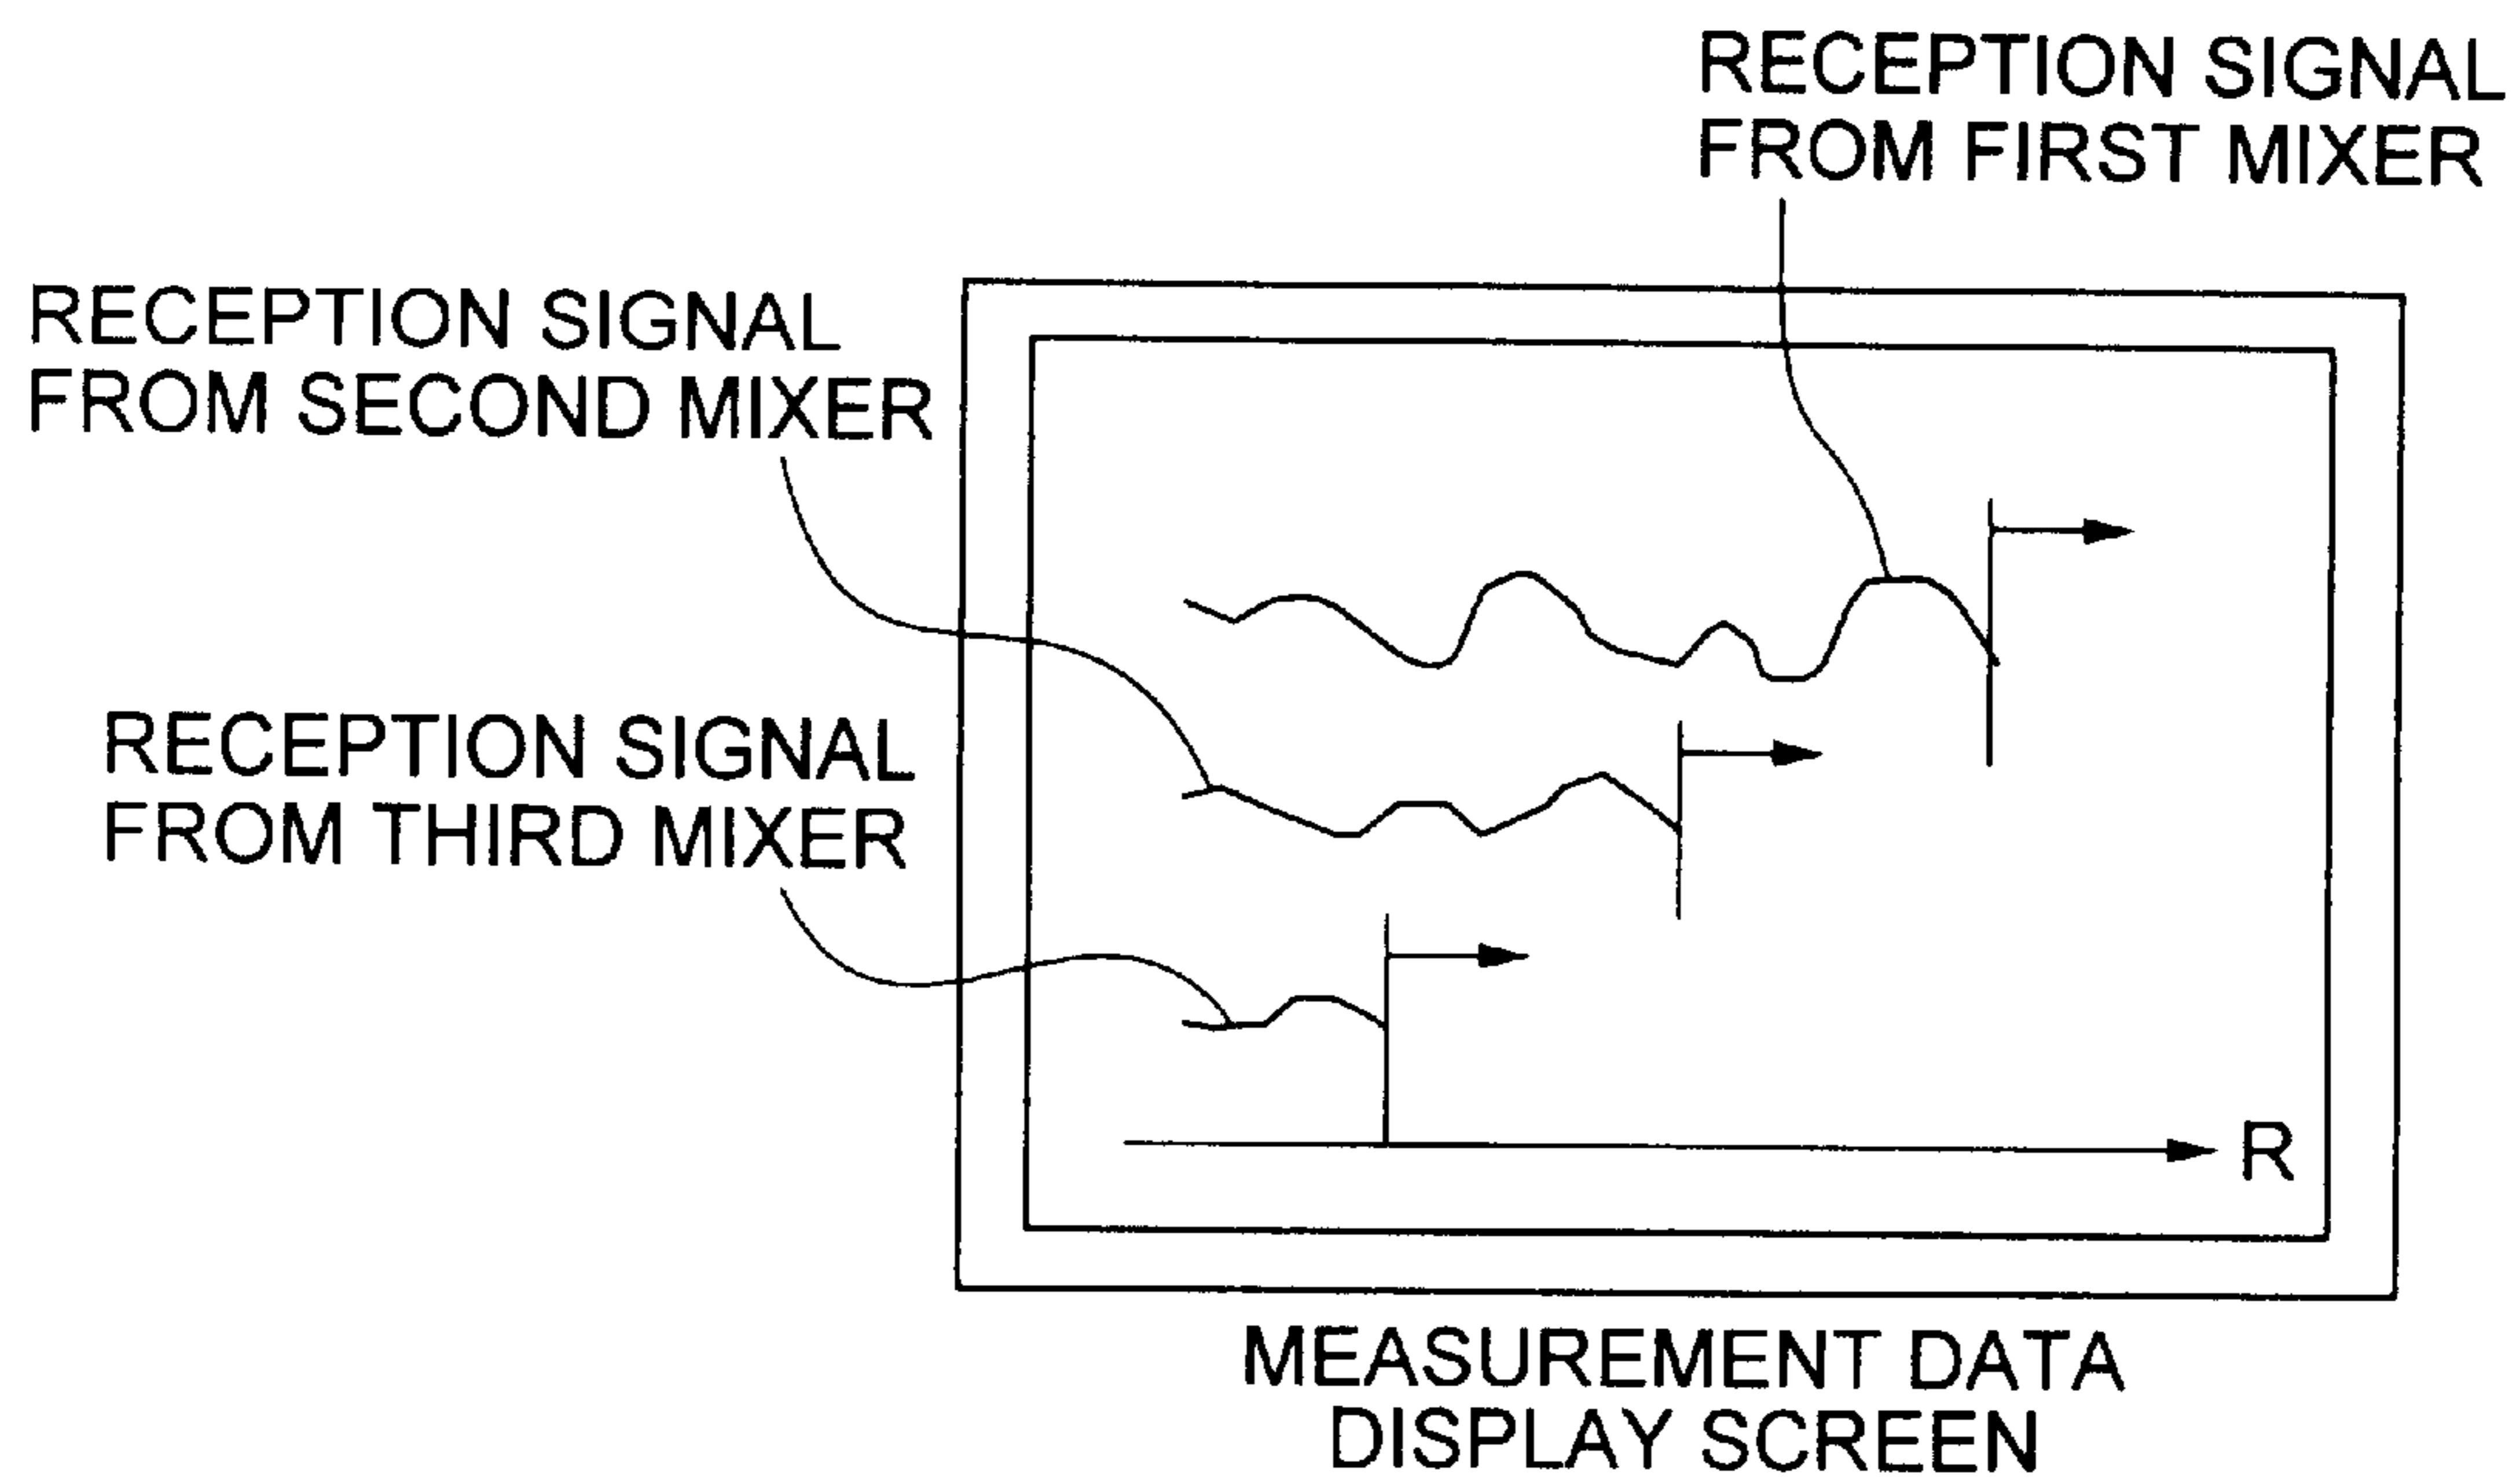 RECEPTION SIGNAL
FROM FIRST MIXER
RECEPTION SIGNAL
FROM SECOND MIXER
RECEPTION SIGNAL
FROM THIRD MIXER
R
MEASUREMENT DATA
DISPLAY SCREEN